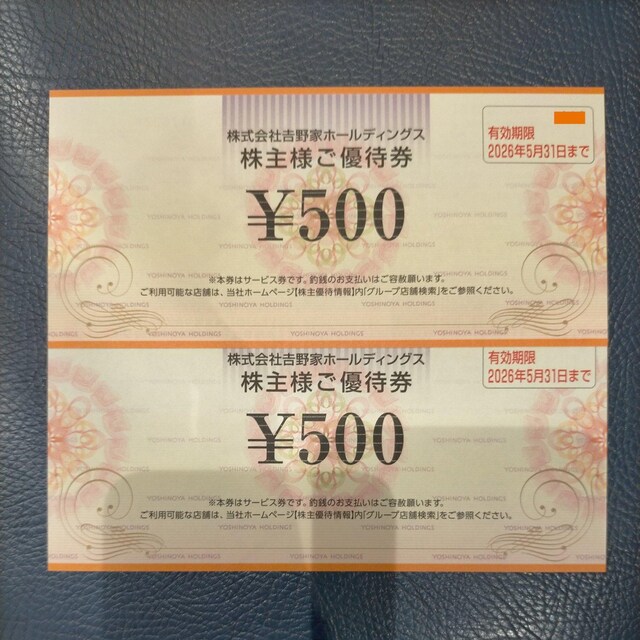 株式会社吉野家ホールディングス
株主様ご優待券
有効期限
2026年5月31日まで
¥500
YOSHINOYA HOLDINGS
※本券はサービス券です。釣銭のお支払いはご容赦願います。
ご利用可能な店舗は、当社ホームページ【株主優待情報】内[グループ店舗検索]をご参照ください。
YOSHINOYA HOLDINGS
株式会社吉野家ホールディングス
株主様ご優待券
有効期限
2026年5月31日まで
¥500
YOSHINOYA HOLDINGS
※本券はサービス券です。釣銭のお支払いはご容赦願います。
ご利用可能な店舗は、当社ホームページ【株主優待情報】内[グループ店舗検索]をご参照ください。
YOSHINOYA HOLDINGS